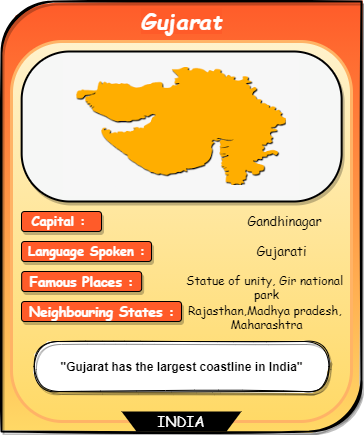 Gujarat
Capital : Gandhinagar
Language Spoken : Gujarati
Famous Places : Statue of unity, Gir national
park
Neighbouring States : Rajasthan,Madhya pradesh,
Maharashtra
"Gujarat has the largest coastline in India"
INDIA